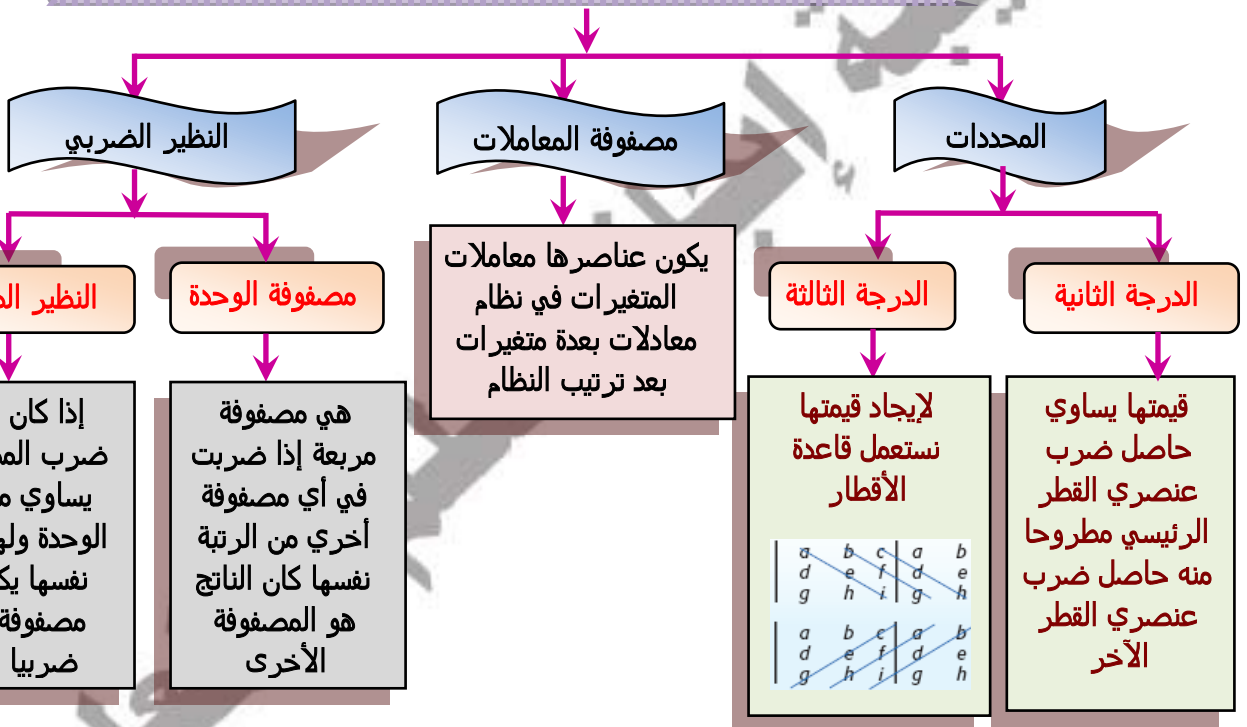 المحددات
مصفوفة المعاملات
النظير الضربي
الدرجة الثانية
الدرجة الثالثة
مصفوفة الوحدة
النظير
قيمتها يساوي
حاصل ضرب
عنصري القطر
الرئيسي مطروحا
منه حاصل ضرب
عنصري القطر
الآخر
لإيجاد قيمتها
نستعمل قاعدة
الأقطار
a b c a b
d e f d e
g h i g h
a b c a b
d e f d e
g h i g h
يكون عناصرها معاملات
المتغيرات في نظام
معادلات بعدة متغيرات
بعد ترتيب النظام
هي مصفوفة
مربعة إذا ضربت
في أي مصفوفة
أخري من الرتبة
نفسها كان الناتج
هو المصفوفة
الأخرى
إذا كان
ضرب
يساوي
الوحدة
نفسها
مصفوفة
ضربيا